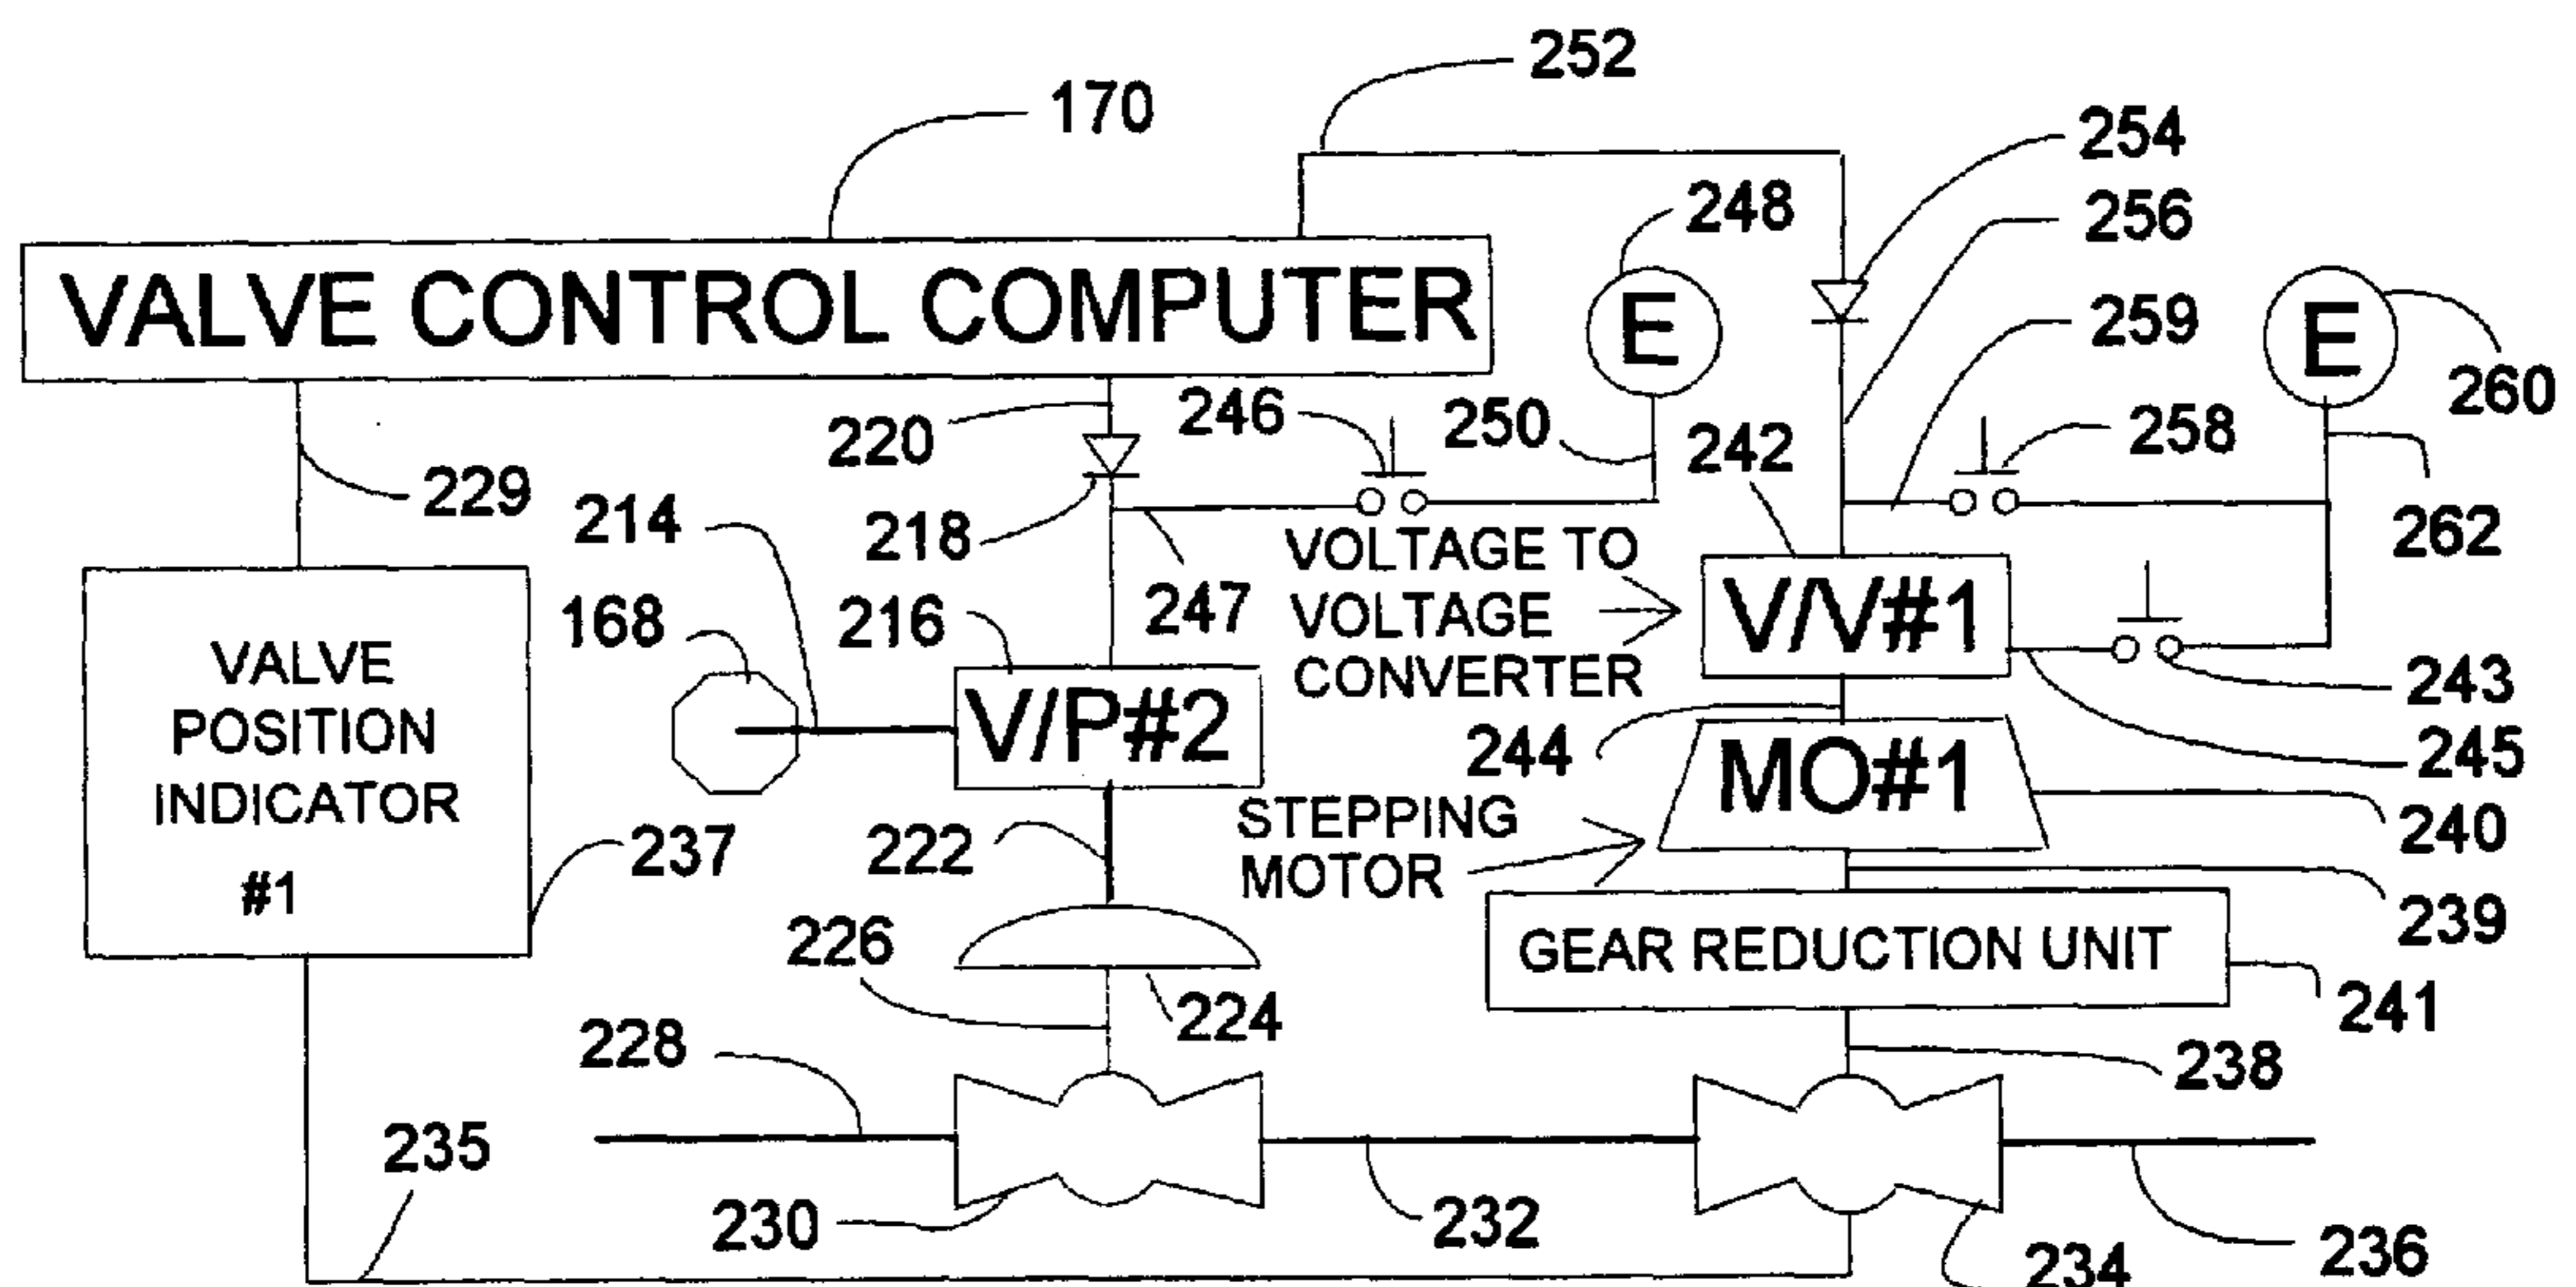 252
170
254
248
256
VALVE CONTROL COMPUTER
E
259
E
260
220
246
250
242
258
229
214
218
262
VOLTAGE TO
VOLTAGE
CONVERTER
247
168
216
V/V#1
VALVE
POSITION
INDICATOR
#1
V/P#2
243
244
245
MO#1
STEPPING
MOTOR
240
237
222
239
226
GEAR REDUCTION UNIT
224
241
228
238
235
230
232
236
234